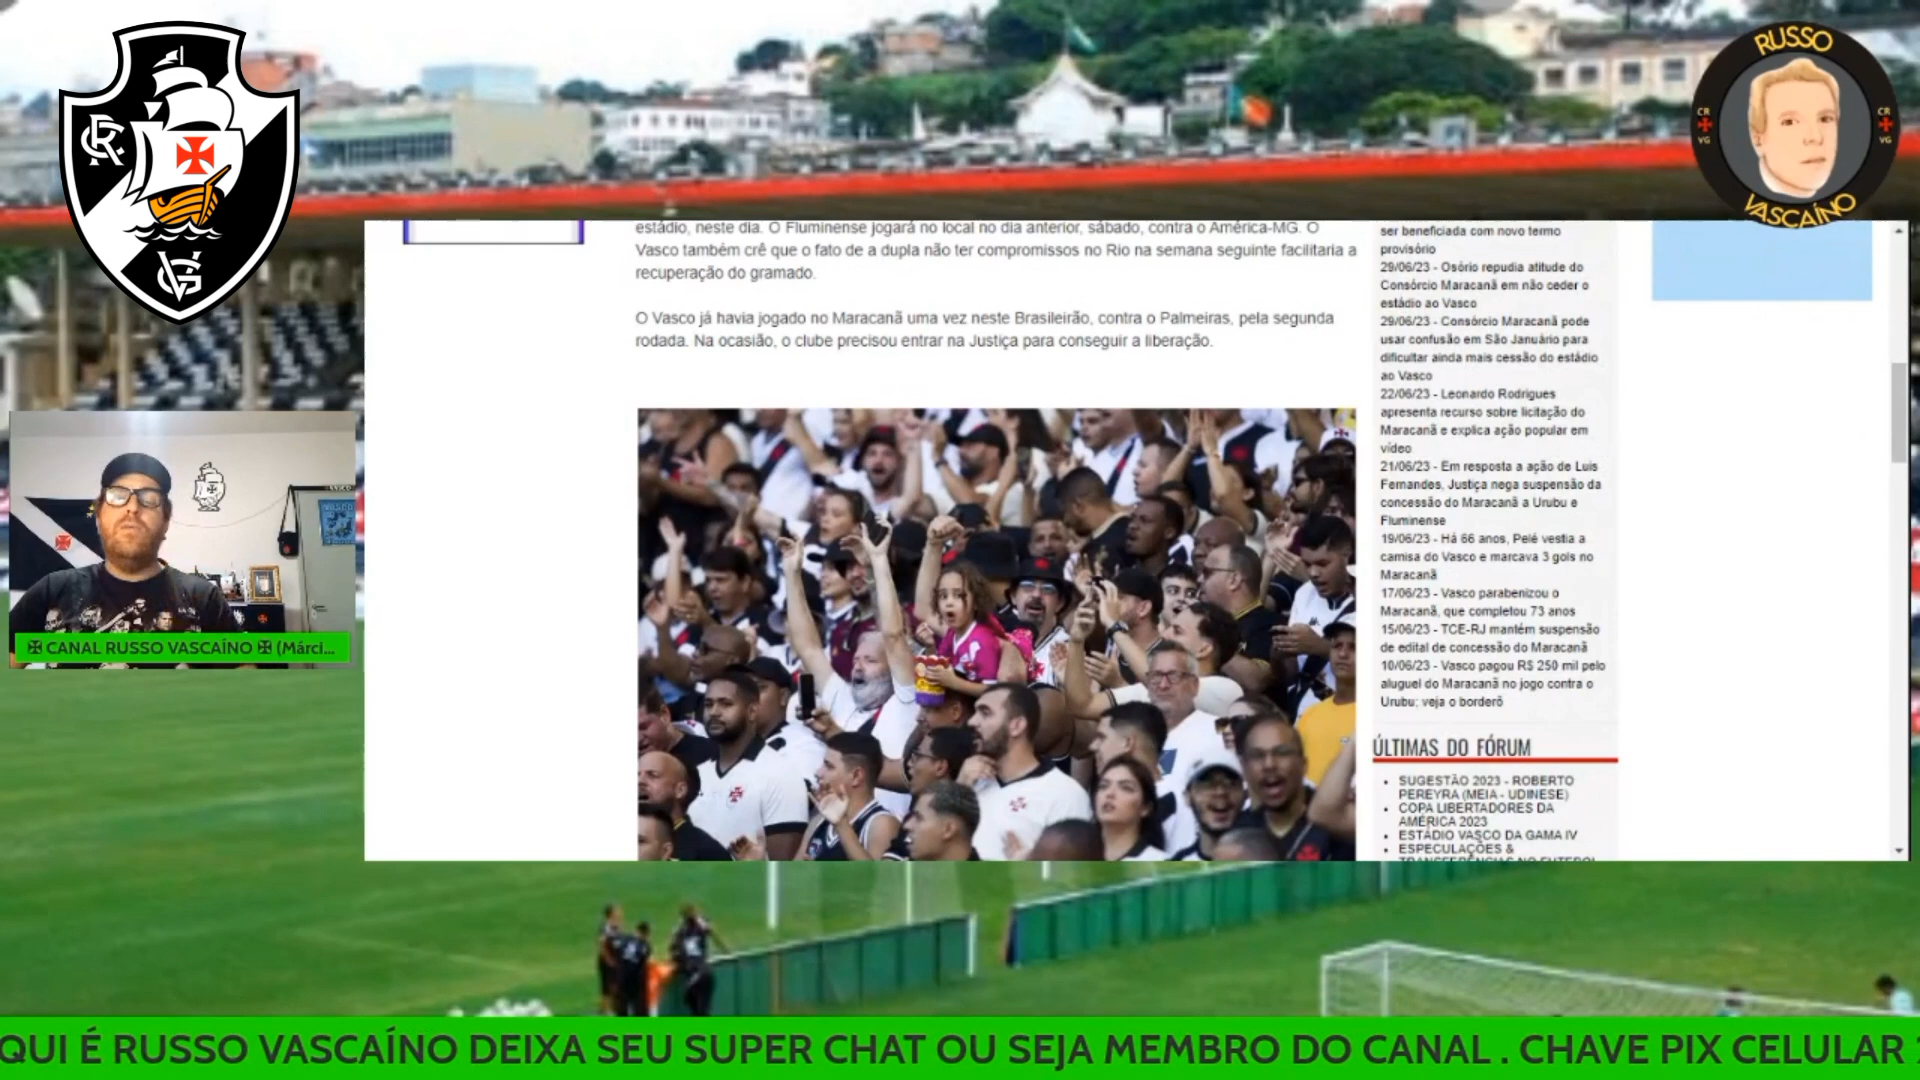 RUSSO
CR
VG
CR
VG
VASCAÍNO
estádio, neste dia. O Fluminense jogará no local no dia anterior, sábado, contra o América-MG. O
Vasco também crê que o fato de a dupla não ter compromissos no Rio na semana seguinte facilitaria a
recuperação do gramado.
O Vasco já havia jogado no Maracanã uma vez neste Brasileirão, contra o Palmeiras, pela segunda
rodada. Na ocasião, o clube precisou entrar na Justiça para conseguir a liberação.
ser beneficiada com novo termo
provisório
29/06/23 - Osório repudia atitude do
Consórcio Maracanã em não ceder o
estádio ao Vasco
29/06/23 - Consórcio Maracanã pode
usar confusão em São Januário para
dificultar ainda mais cessão do estádio
ao Vasco
22/06/23 - Leonardo Rodrigues
apresenta recurso sobre licitação do
Maracanã e explica ação popular em
vídeo
21/06/23 - Em resposta a ação de Luis
Fernandes, Justiça nega suspensão da
concessão do Maracanã a Urubu e
Fluminense
19/06/23 - Há 66 anos, Pelé vestia a
camisa do Vasco e marcava 3 gols no
Maracanã
17/06/23 - Vasco parabenizou o
Maracanã, que completou 73 anos
15/06/23 - TCE-RJ mantém suspensão
de edital de concessão do Maracanã
10/06/23 - Vasco pagou R$ 250 mil pelo
aluguel do Maracanã no jogo contra o
Urubu; veja o borderô
ÚLTIMAS DO FÓRUM
SUGESTÃO 2023 - ROBERTO
PEREYRA (MEIA - UDINESE)
COPA LIBERTADORES DA
AMÉRICA 2023
ESTÁDIO VASCO DA GAMA IV
ESPECULAÇÕES &
TRANSFERÊNCIAS NO FUTEBOL
VASCO
✠ CANAL RUSSO VASCAÍNO ✠ (Márci...
QUI É RUSSO VASCAÍNO DEIXA SEU SUPER CHAT OU SEJA MEMBRO DO CANAL . CHAVE PIX CELULAR